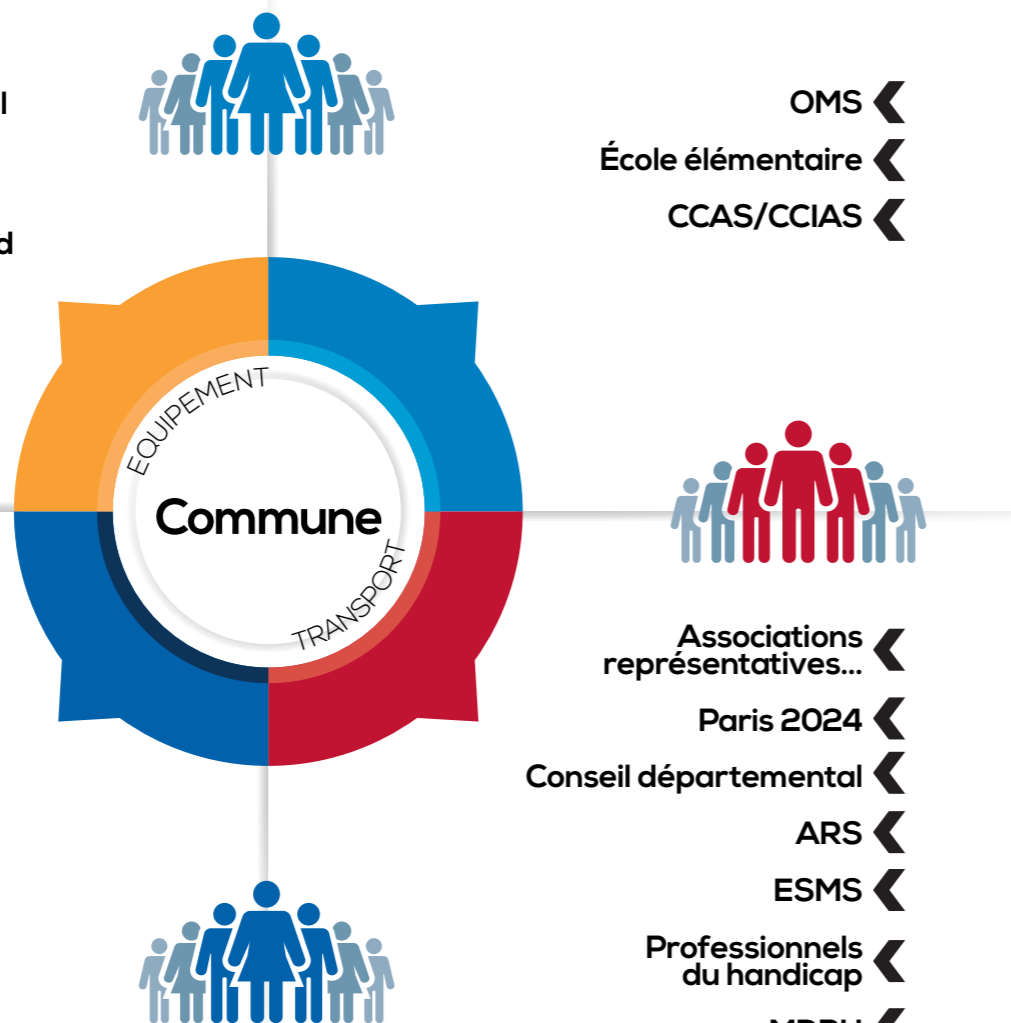 OMS
École élémentaire
CCAS/CCIAS
EQUIPEMENT
Commune
TRANSPORT
Associations
représentatives...
Paris 2024
Conseil départemental
ARS
ESMS
Professionnels
du handicap